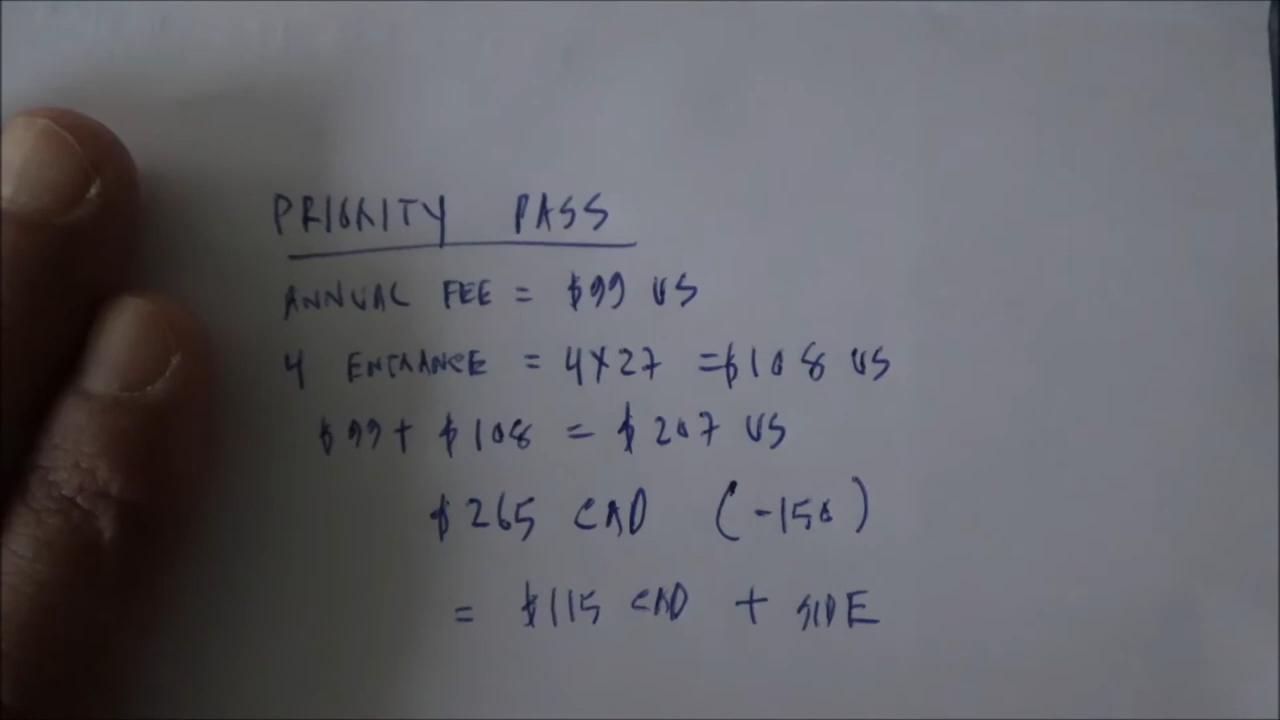 PRIORITY PASS
ANNUAL FEE = $99 US
4 ENTRANCE = 4X27 =$108 US
$99+ $108 = $207 US
$265 CAD (-150)
= $115 CAD + SIDE